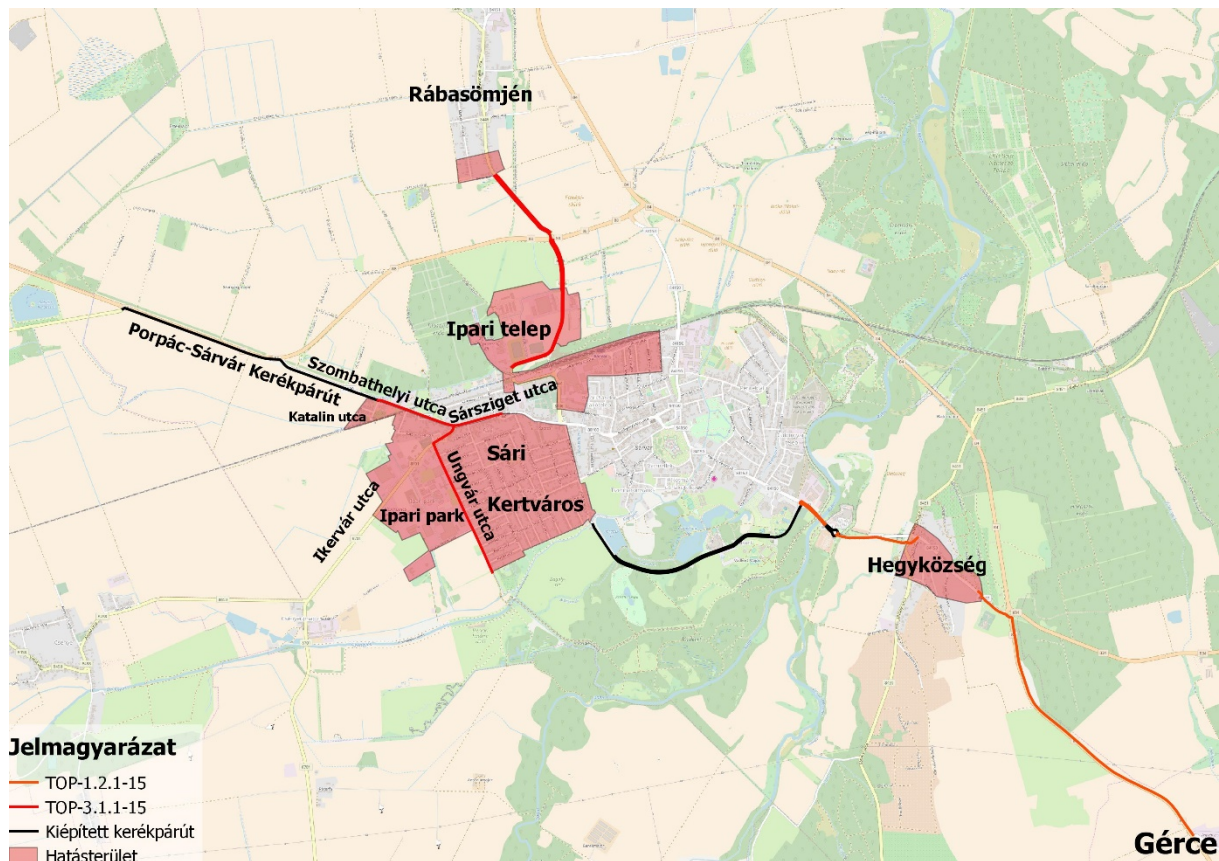 Rábasömjén
Ipari telep
Porpác-Sárvár Kerékpárút
Szombathelyi utca
Sársziget utca
Katalin utca
Sári
Ungvár utca
Kertváros
Ikervár utca
Ipari park
Hegyközség
Gérce
Jelmagyarázat
TOP-1.2.1-15
TOP-3.1.1-15
Kiépített kerékpárút
Hatásterület